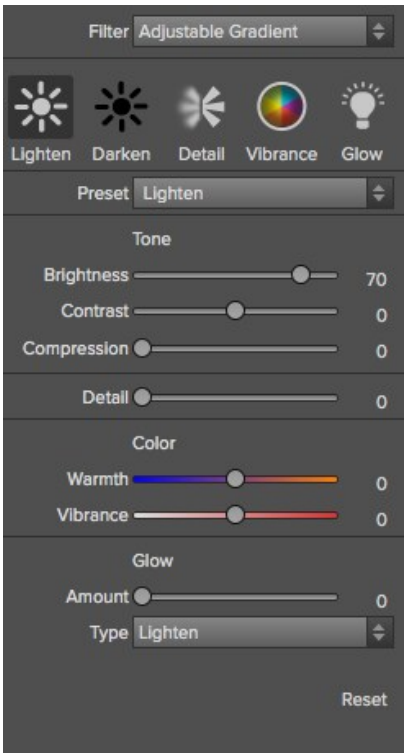 Filter Adjustable Gradient
Lighten Darken Detail Vibrance Glow
Preset Lighten
Tone
Brightness 70
Contrast 0
Compression 0
Detail 0
Color
Warmth 0
Vibrance 0
Glow
Amount 0
Type Lighten
Reset